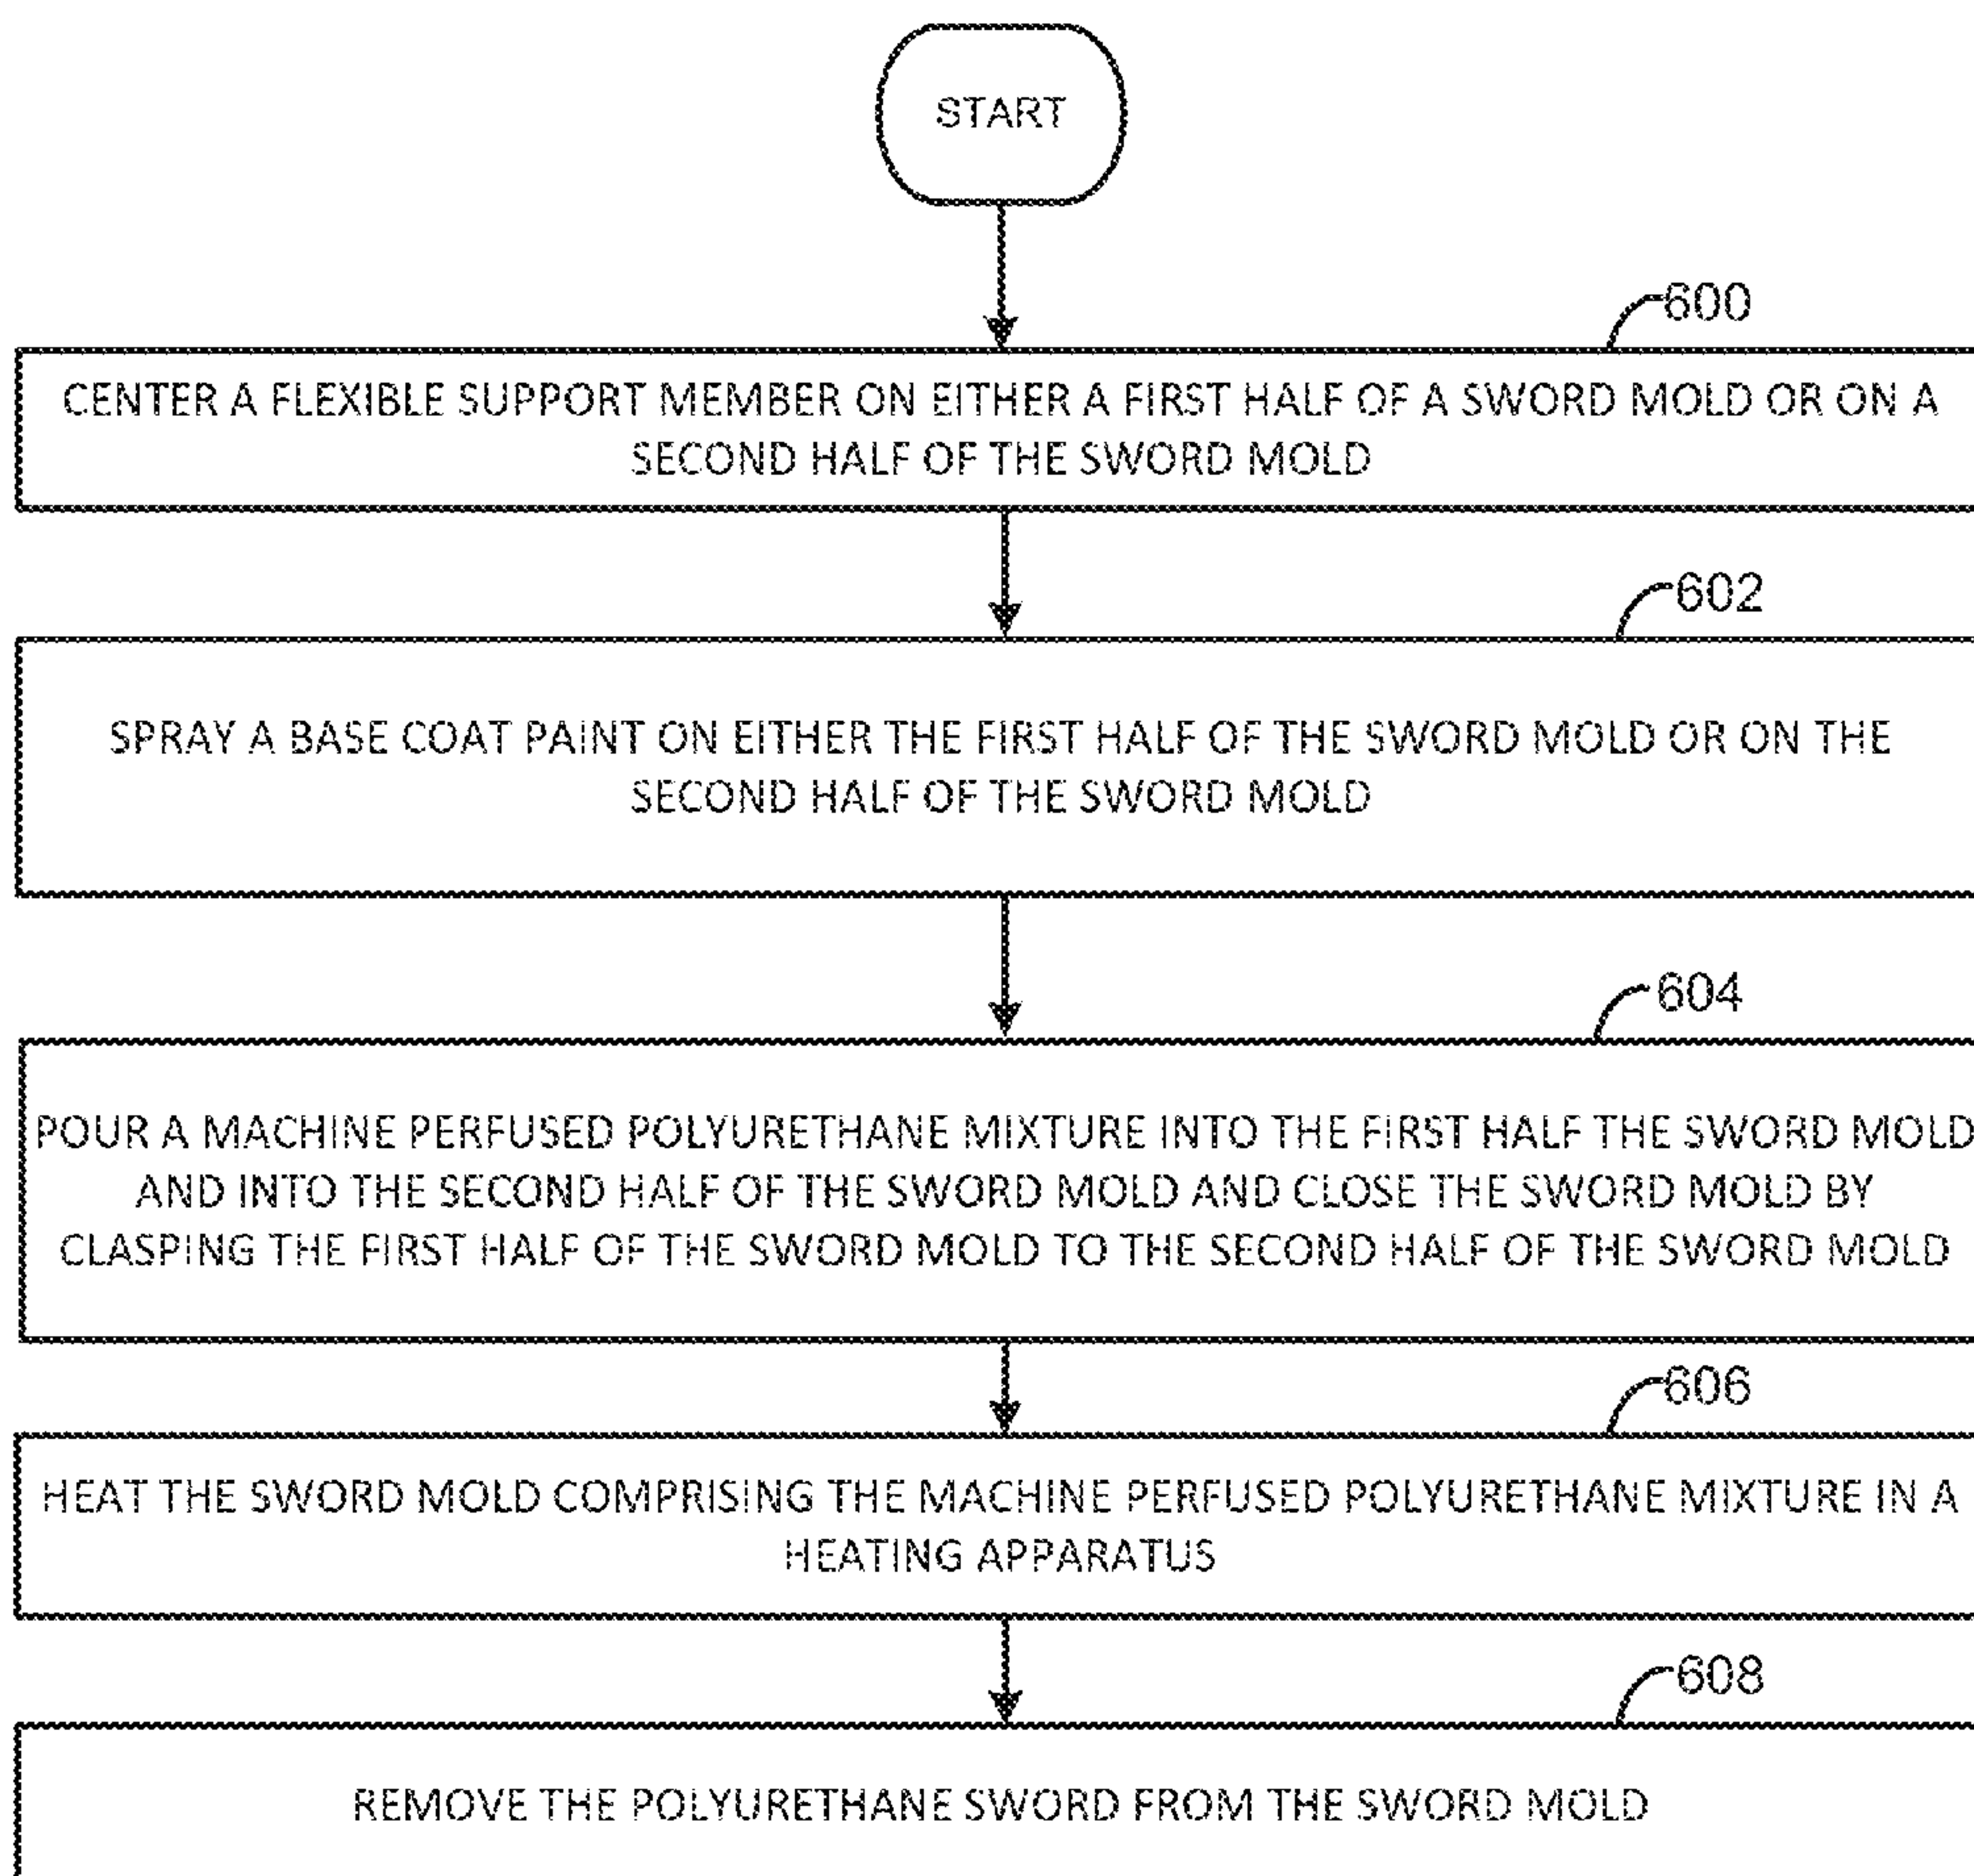 START
600
CENTER A FLEXIBLE SUPPORT MEMBER ON EITHER A FIRST HALF OF A SWORD MOLD OR ON A
SECOND HALF OF THE SWORD MOLD
602
SPRAY A BASE COAT PAINT ON EITHER THE FIRST HALF OF THE SWORD MOLD OR ON THE
SECOND HALF OF THE SWORD MOLD
604
POUR A MACHINE PERFUSED POLYURETHANE MIXTURE INTO THE FIRST HALF THE SWORD MOLD
AND INTO THE SECOND HALF OF THE SWORD MOLD AND CLOSE THE SWORD MOLD BY
CLASPING THE FIRST HALF OF THE SWORD MOLD TO THE SECOND HALF OF THE SWORD MOLD
606
HEAT THE SWORD MOLD COMPRISING THE MACHINE PERFUSED POLYURETHANE MIXTURE IN A
HEATING APPARATUS
608
REMOVE THE POLYURETHANE SWORD FROM THE SWORD MOLD